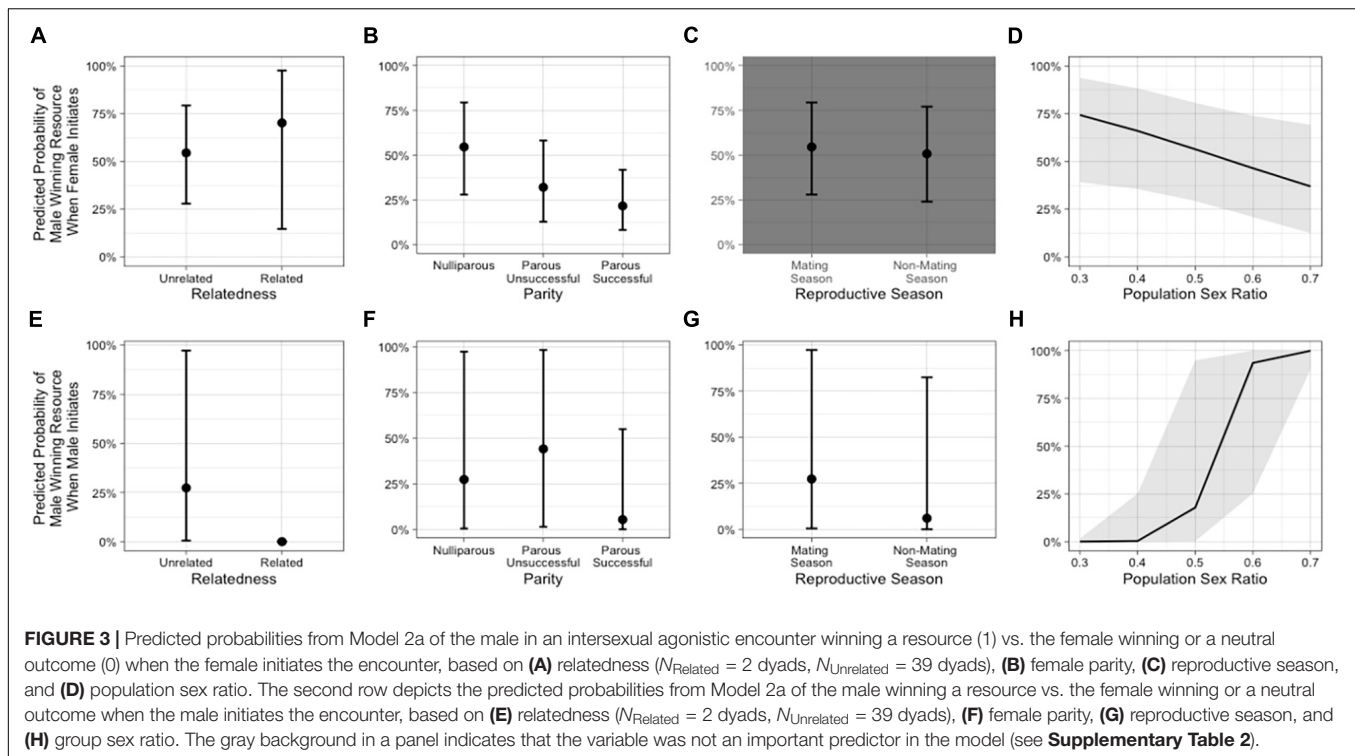 A
B
C
D
Predicted Probability of
Male Winning Resource
When Female Initiates
100%
75%
50%
25%
0%
Unrelated
Related
Relatedness
100%
75%
50%
25%
0%
Nulliparous
Parous
Unsuccessful
Parous
Successful
Parity
100%
75%
50%
25%
0%
Mating
Season
Non-Mating
Season
Reproductive Season
100%
75%
50%
25%
0%
0.3 0.4 0.5 0.6 0.7
Population Sex Ratio
E
F
G
H
Predicted Probability of
Male Winning Resource
When Male Initiates
100%
75%
50%
25%
0%
Unrelated
Related
Relatedness
100%
75%
50%
25%
0%
Nulliparous
Parous
Unsuccessful
Parous
Successful
Parity
100%
75%
50%
25%
0%
Mating
Season
Non-Mating
Season
Reproductive Season
100%
75%
50%
25%
0%
0.3 0.4 0.5 0.6 0.7
Population Sex Ratio
FIGURE 3 | Predicted probabilities from Model 2a of the male in an intersexual agonistic encounter winning a resource (1) vs. the female winning or a neutral
outcome (0) when the female initiates the encounter, based on (A) relatedness (NRelated = 2 dyads, NUnrelated = 39 dyads), (B) female parity, (C) reproductive season,
and (D) population sex ratio. The second row depicts the predicted probabilities from Model 2a of the male winning a resource vs. the female winning or a neutral
outcome when the male initiates the encounter, based on (E) relatedness (NRelated = 2 dyads, NUnrelated = 39 dyads), (F) female parity, (G) reproductive season, and
(H) group sex ratio. The gray background in a panel indicates that the variable was not an important predictor in the model (see Supplementary Table 2).